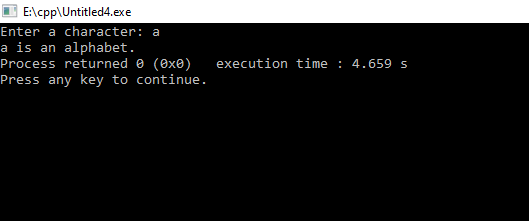 E:\cpp\Untitled4.exe
Enter a character: a
a is an alphabet.
Process returned 0 (0x0)   execution time : 4.659 s
Press any key to continue.